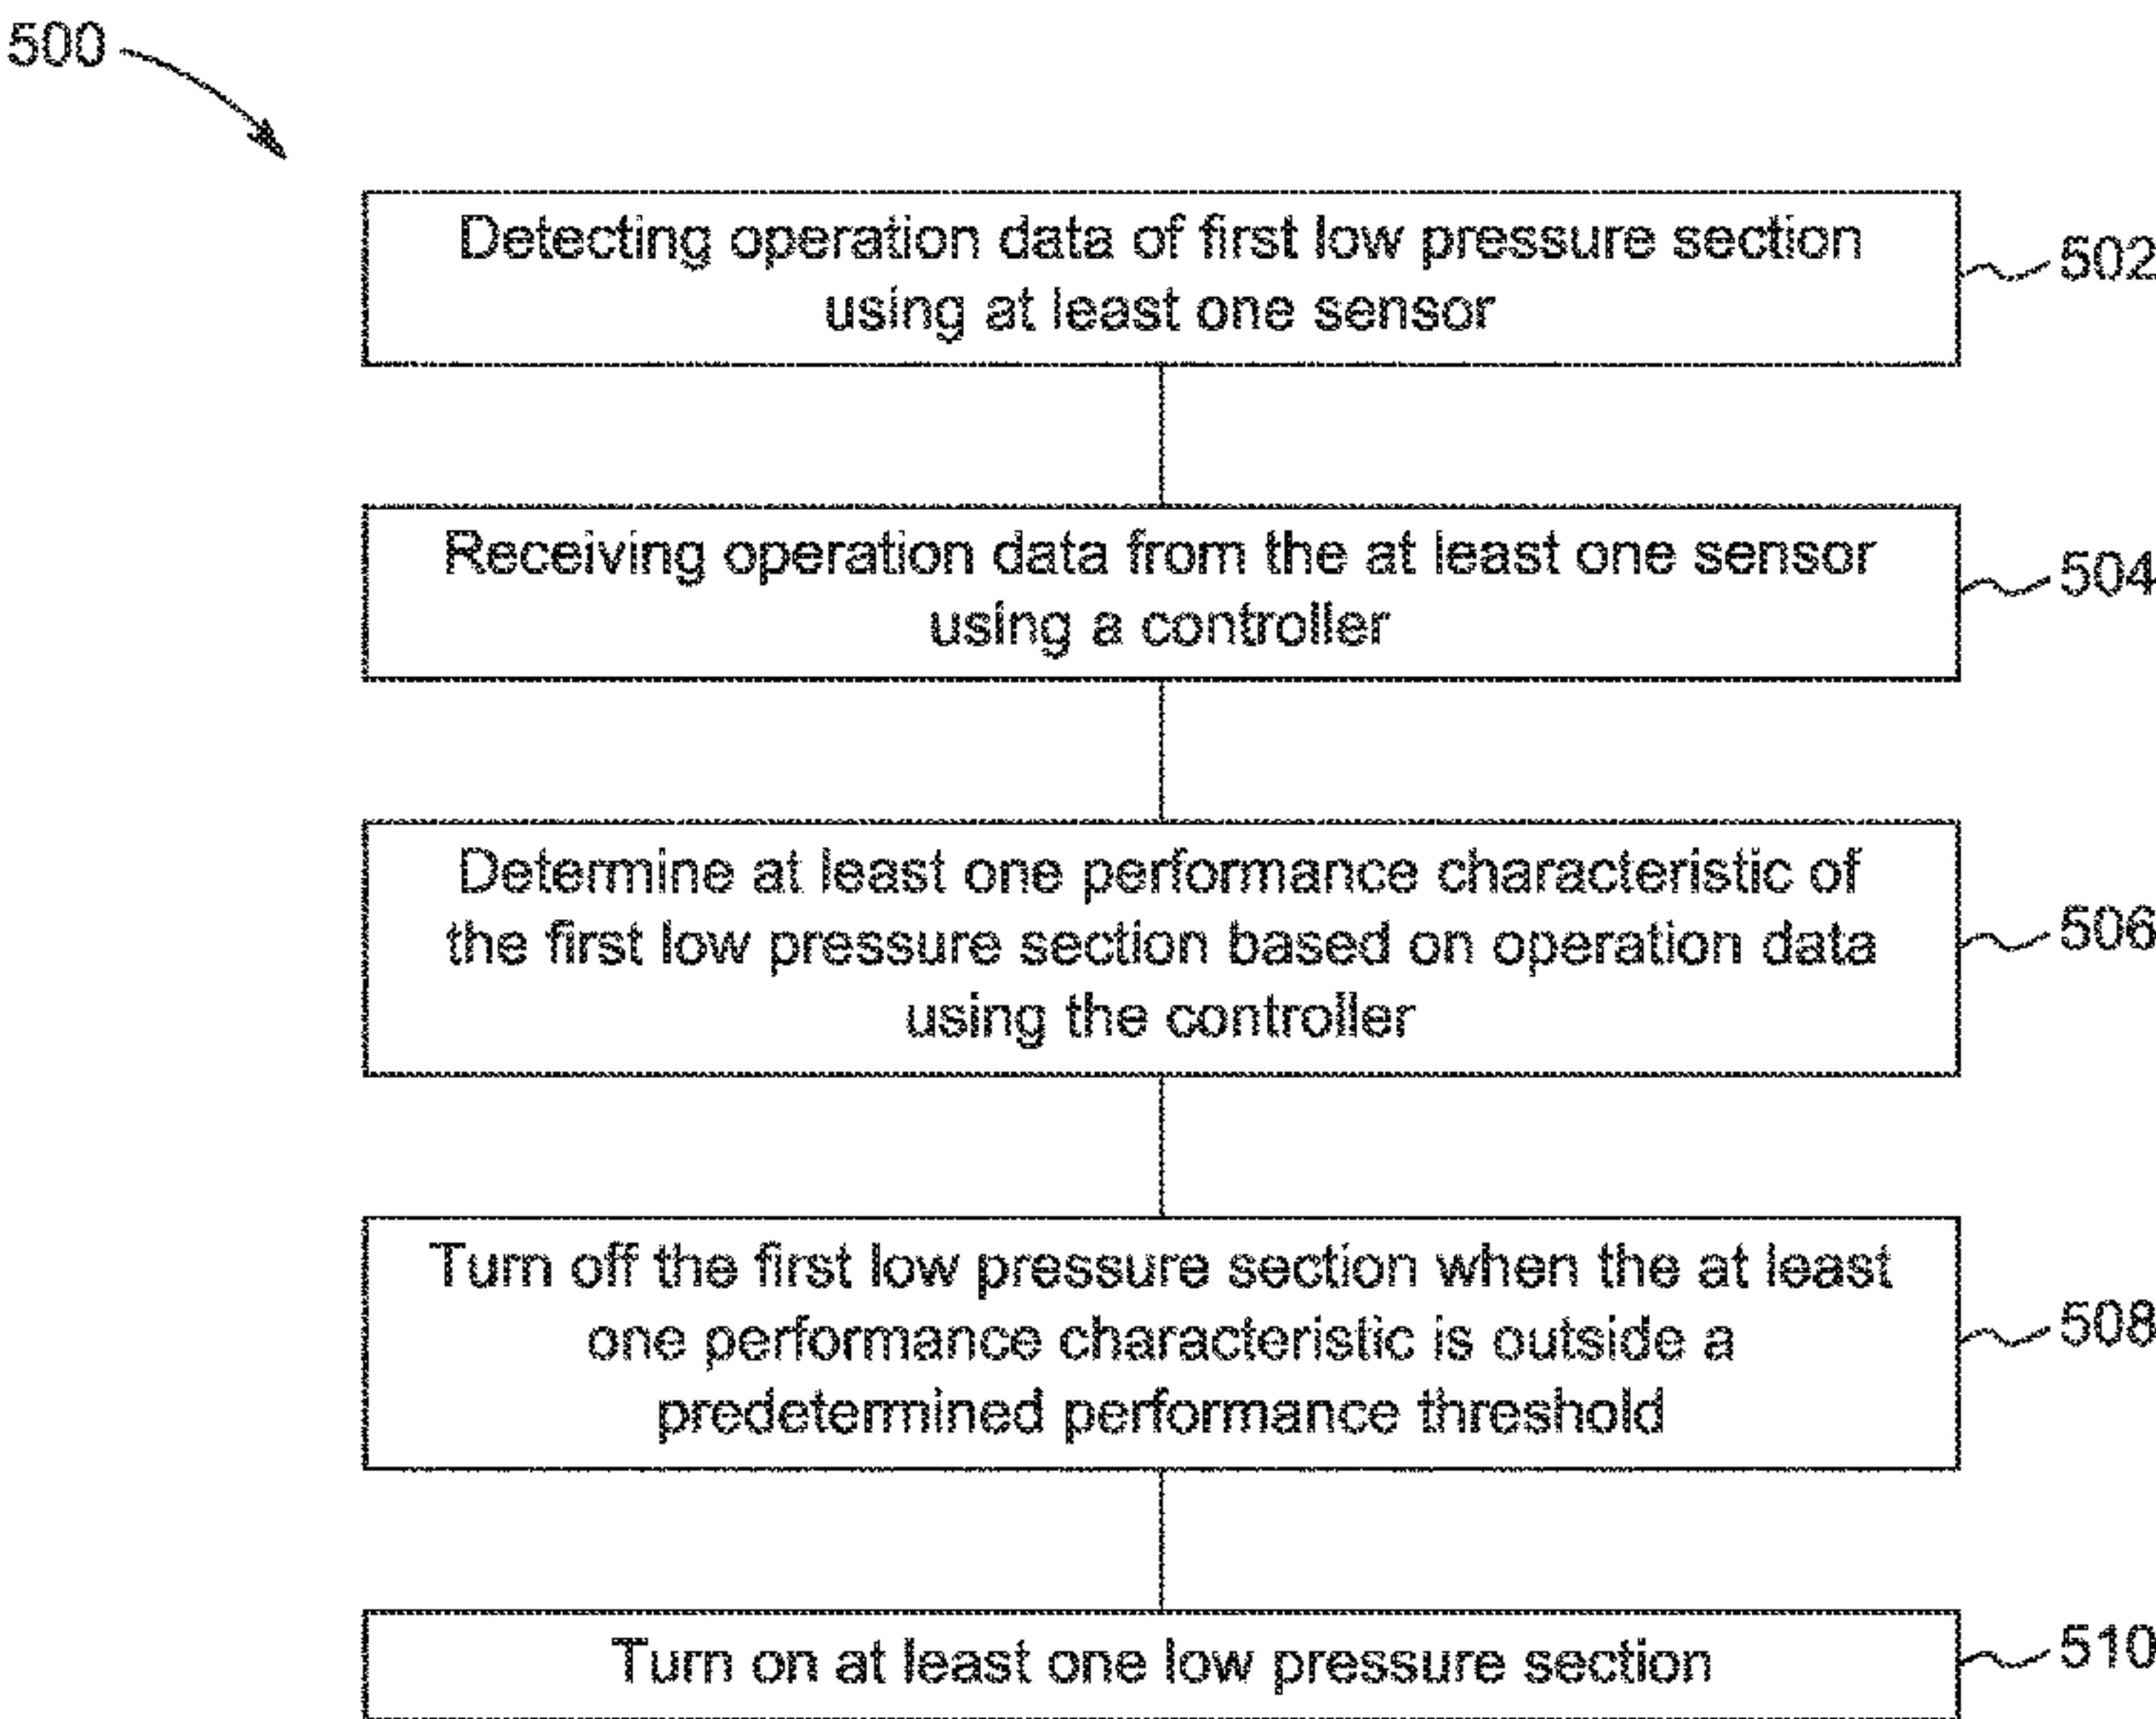 500
Detecting operation data of first low pressure section
using at least one sensor
502
Receiving operation data from the at least one sensor
using a controller
504
Determine at least one performance characteristic of
the first low pressure section based on operation data
using the controller
506
Turn off the first low pressure section when the at least
one performance characteristic is outside a
predetermined performance threshold
508
Turn on at least one low pressure section
510